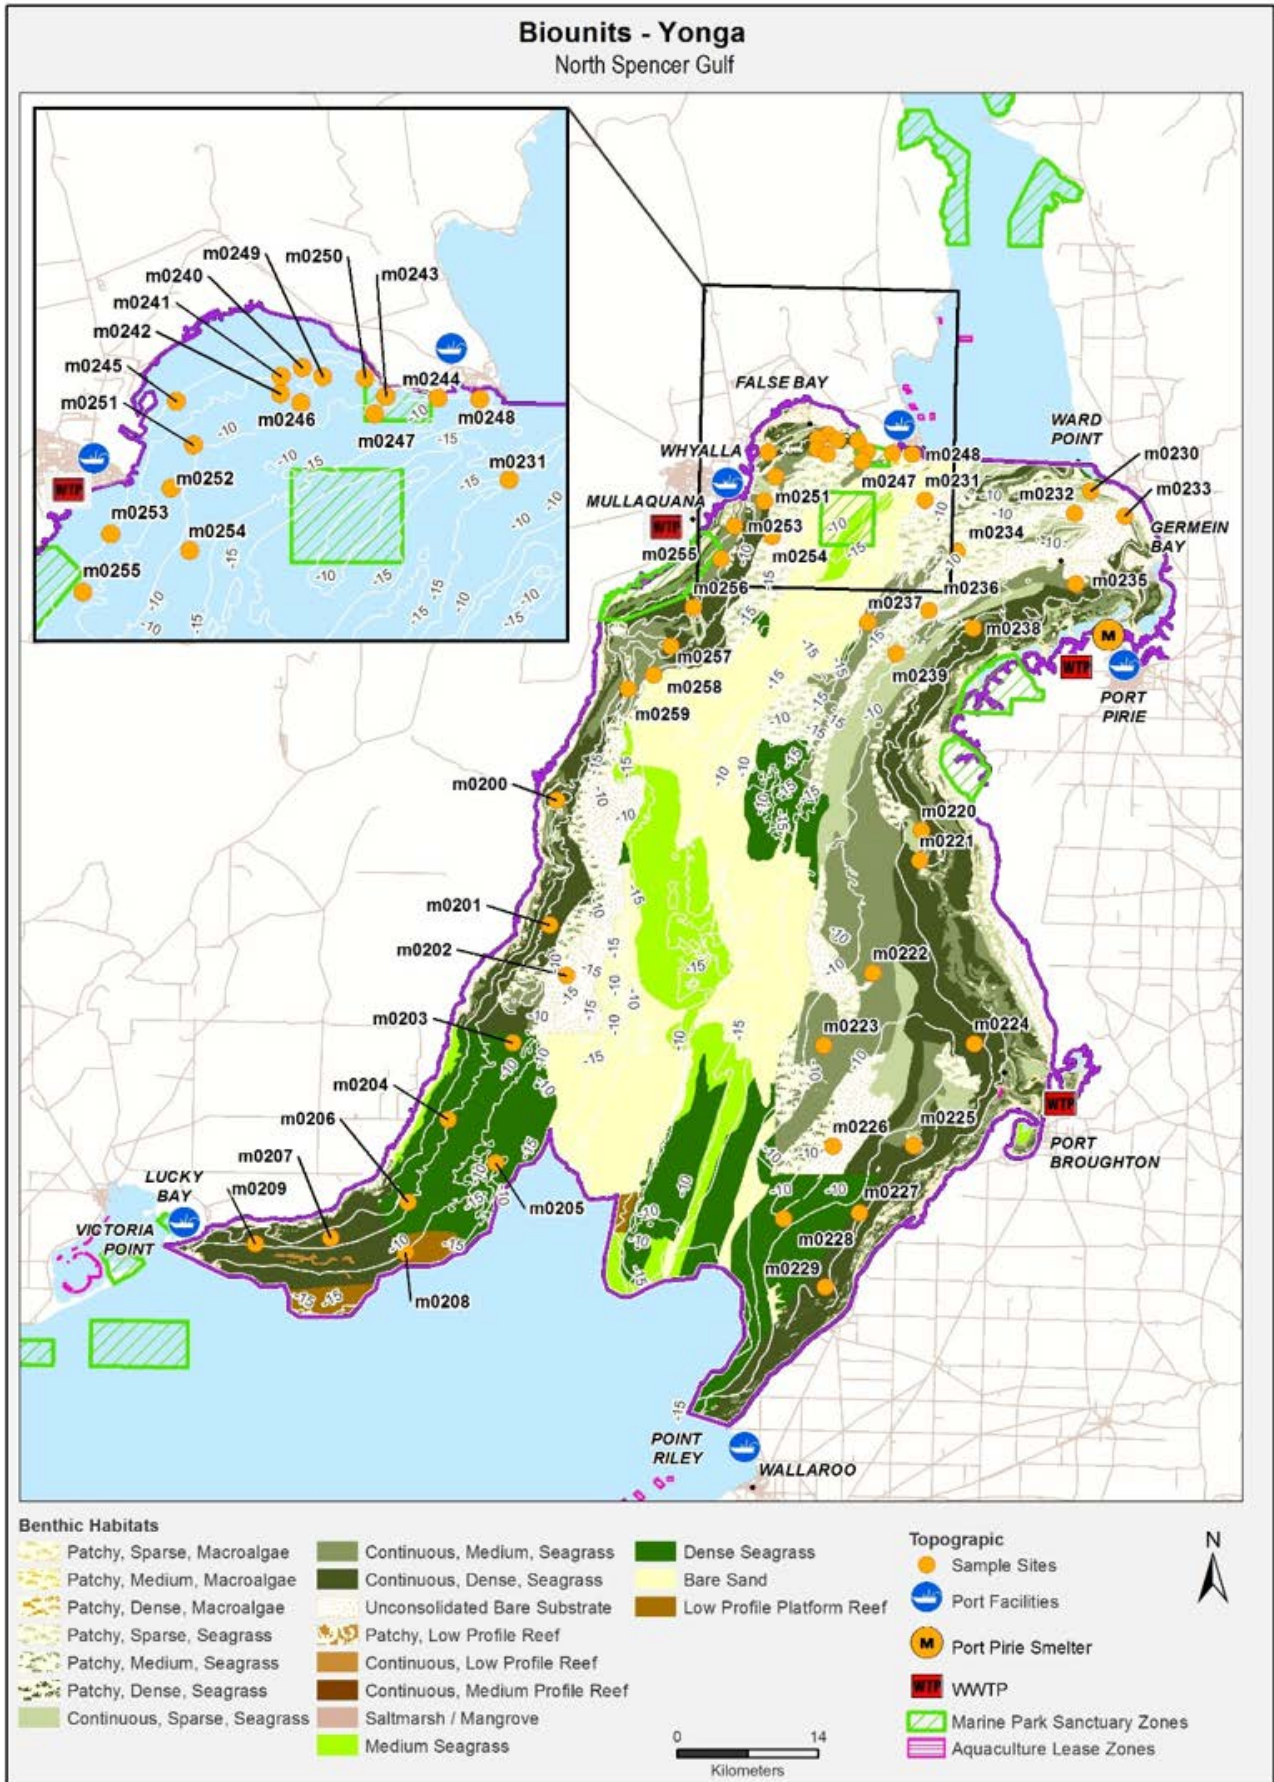 Biounits - Yonga
North Spencer Gulf
m0249
m0250
m0240
m0243
m0241
m0242
m0245
m0244
m0251
m0246
m0248
m0247
-10
-15
m0231
m0252
WTP
m0253
m0254
m0255
FALSE BAY
WARD
POINT
WHYALLA
m0248
m0230
m0247
m0231
m0232
m0233
MULLAQUANA
m0251
WTP
m0253
m0234
GERMEIN
BAY
m0255
m0254
m0256
m0236
m0235
m0237
m0238
M
m0257
m0239
WTP
m0258
PORT
PIRIE
m0259
m0200
m0220
m0221
m0201
m0202
m0222
m0203
m0223
m0224
m0204
WTP
m0206
m0225
m0226
PORT
BROUGHTON
m0207
LUCKY
BAY
m0209
m0205
m0227
VICTORIA
POINT
m0228
m0229
m0208
POINT
RILEY
WALLAROO
Benthic Habitats
Patchy, Sparse, Macroalgae
Patchy, Medium, Macroalgae
Patchy, Dense, Macroalgae
Patchy, Sparse, Seagrass
Patchy, Medium, Seagrass
Patchy, Dense, Seagrass
Continuous, Sparse, Seagrass
Continuous, Medium, Seagrass
Continuous, Dense, Seagrass
Unconsolidated Bare Substrate
Patchy, Low Profile Reef
Continuous, Low Profile Reef
Continuous, Medium Profile Reef
Saltmarsh / Mangrove
Medium Seagrass
Dense Seagrass
Bare Sand
Low Profile Platform Reef
0 14
Kilometers
Topograpic
Sample Sites
Port Facilities
M Port Pirie Smelter
WTP WWTP
Marine Park Sanctuary Zones
Aquaculture Lease Zones
N